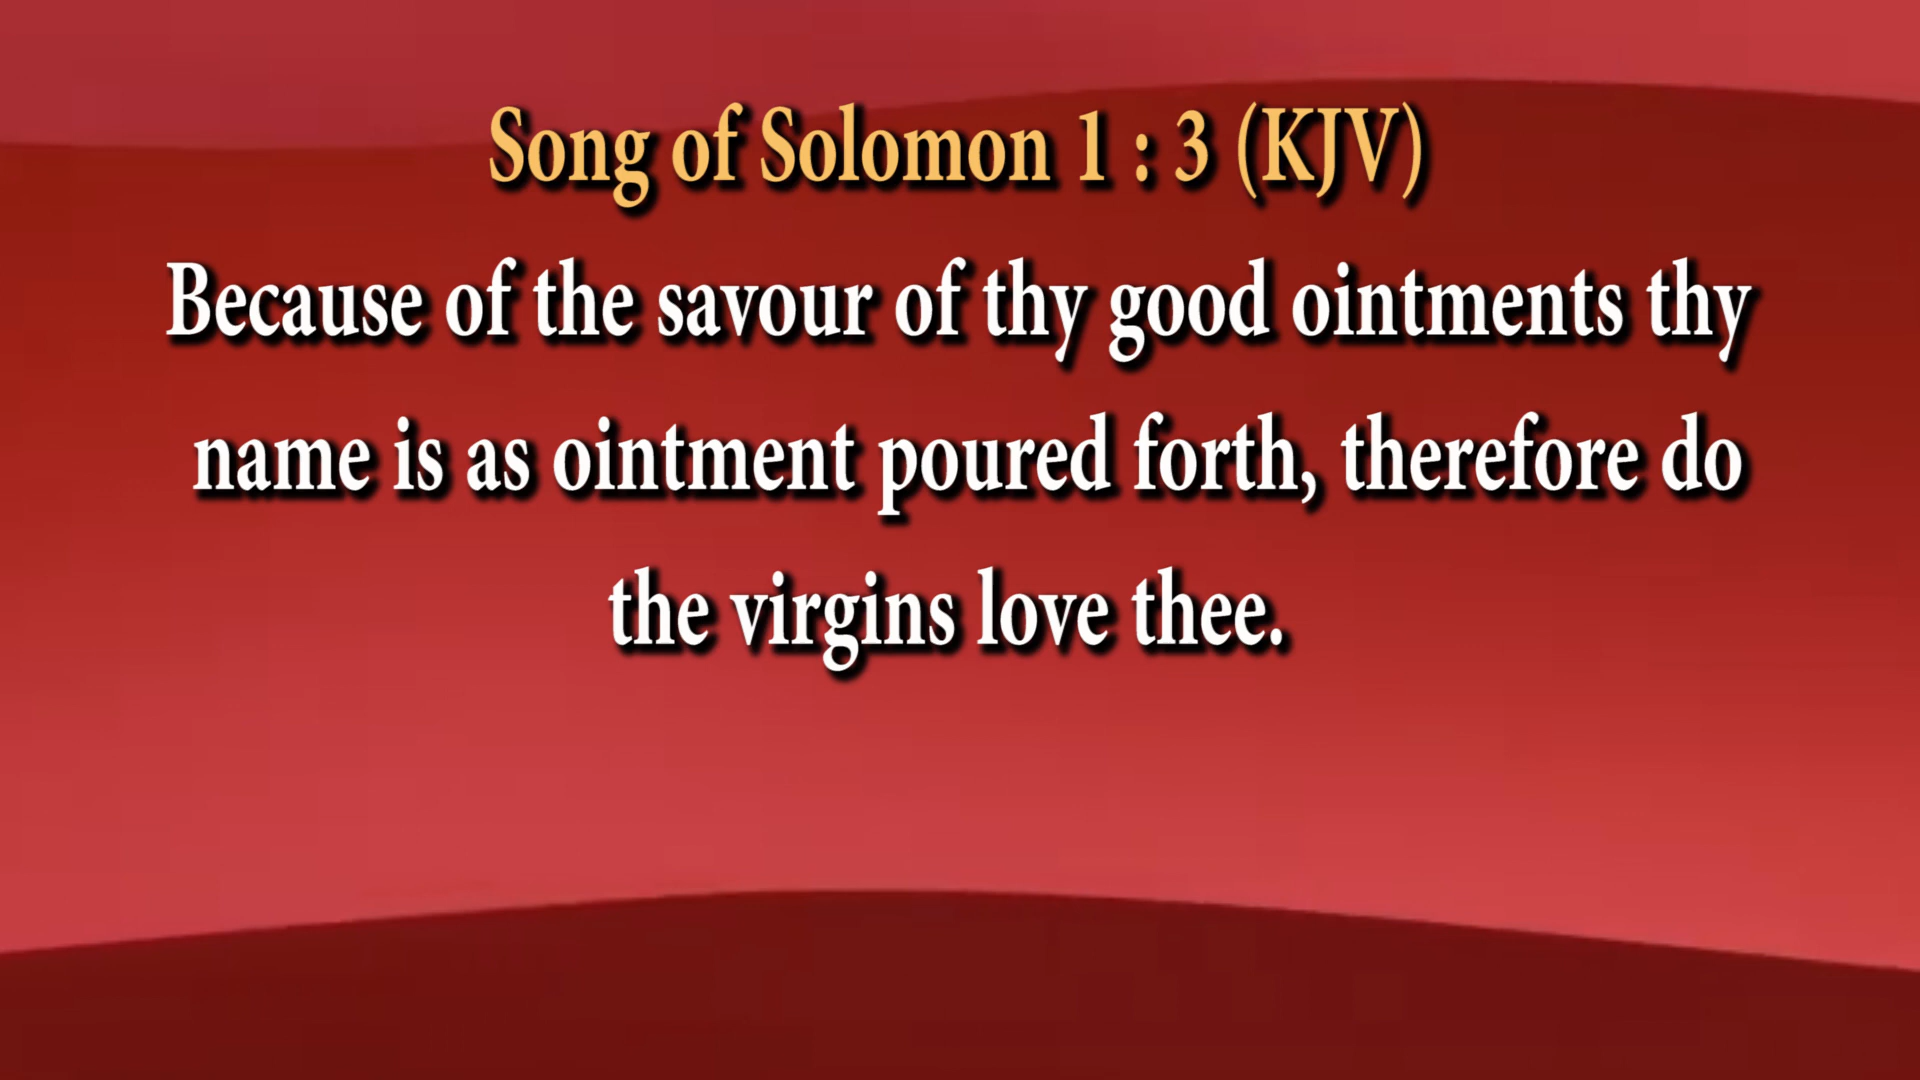 Song of Solomon 1 : 3 (KJV)
Because of the savour of thy good ointments thy
name is as ointment poured forth, therefore do
the virgins love thee.